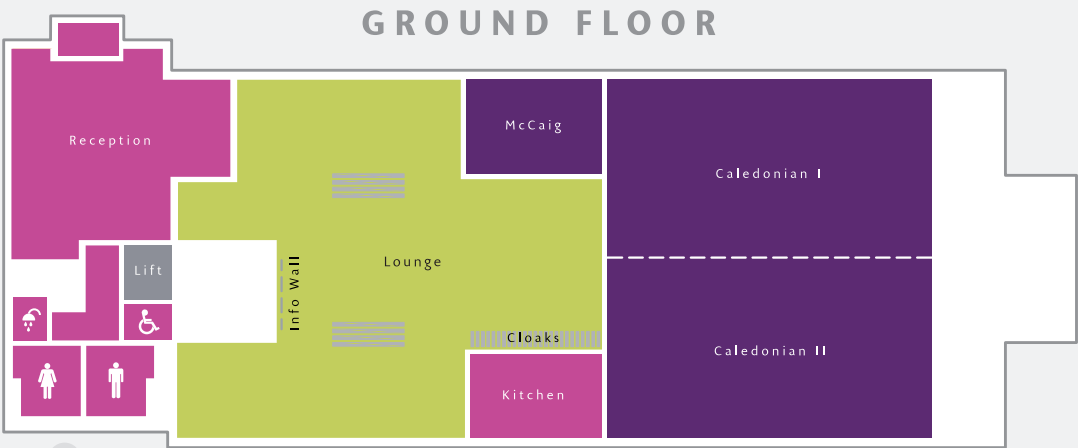 GROUND FLOOR
McCaig
Reception
Caledonian I
Lounge
Lift
Info Wall
Cloaks
Caledonian II
Kitchen